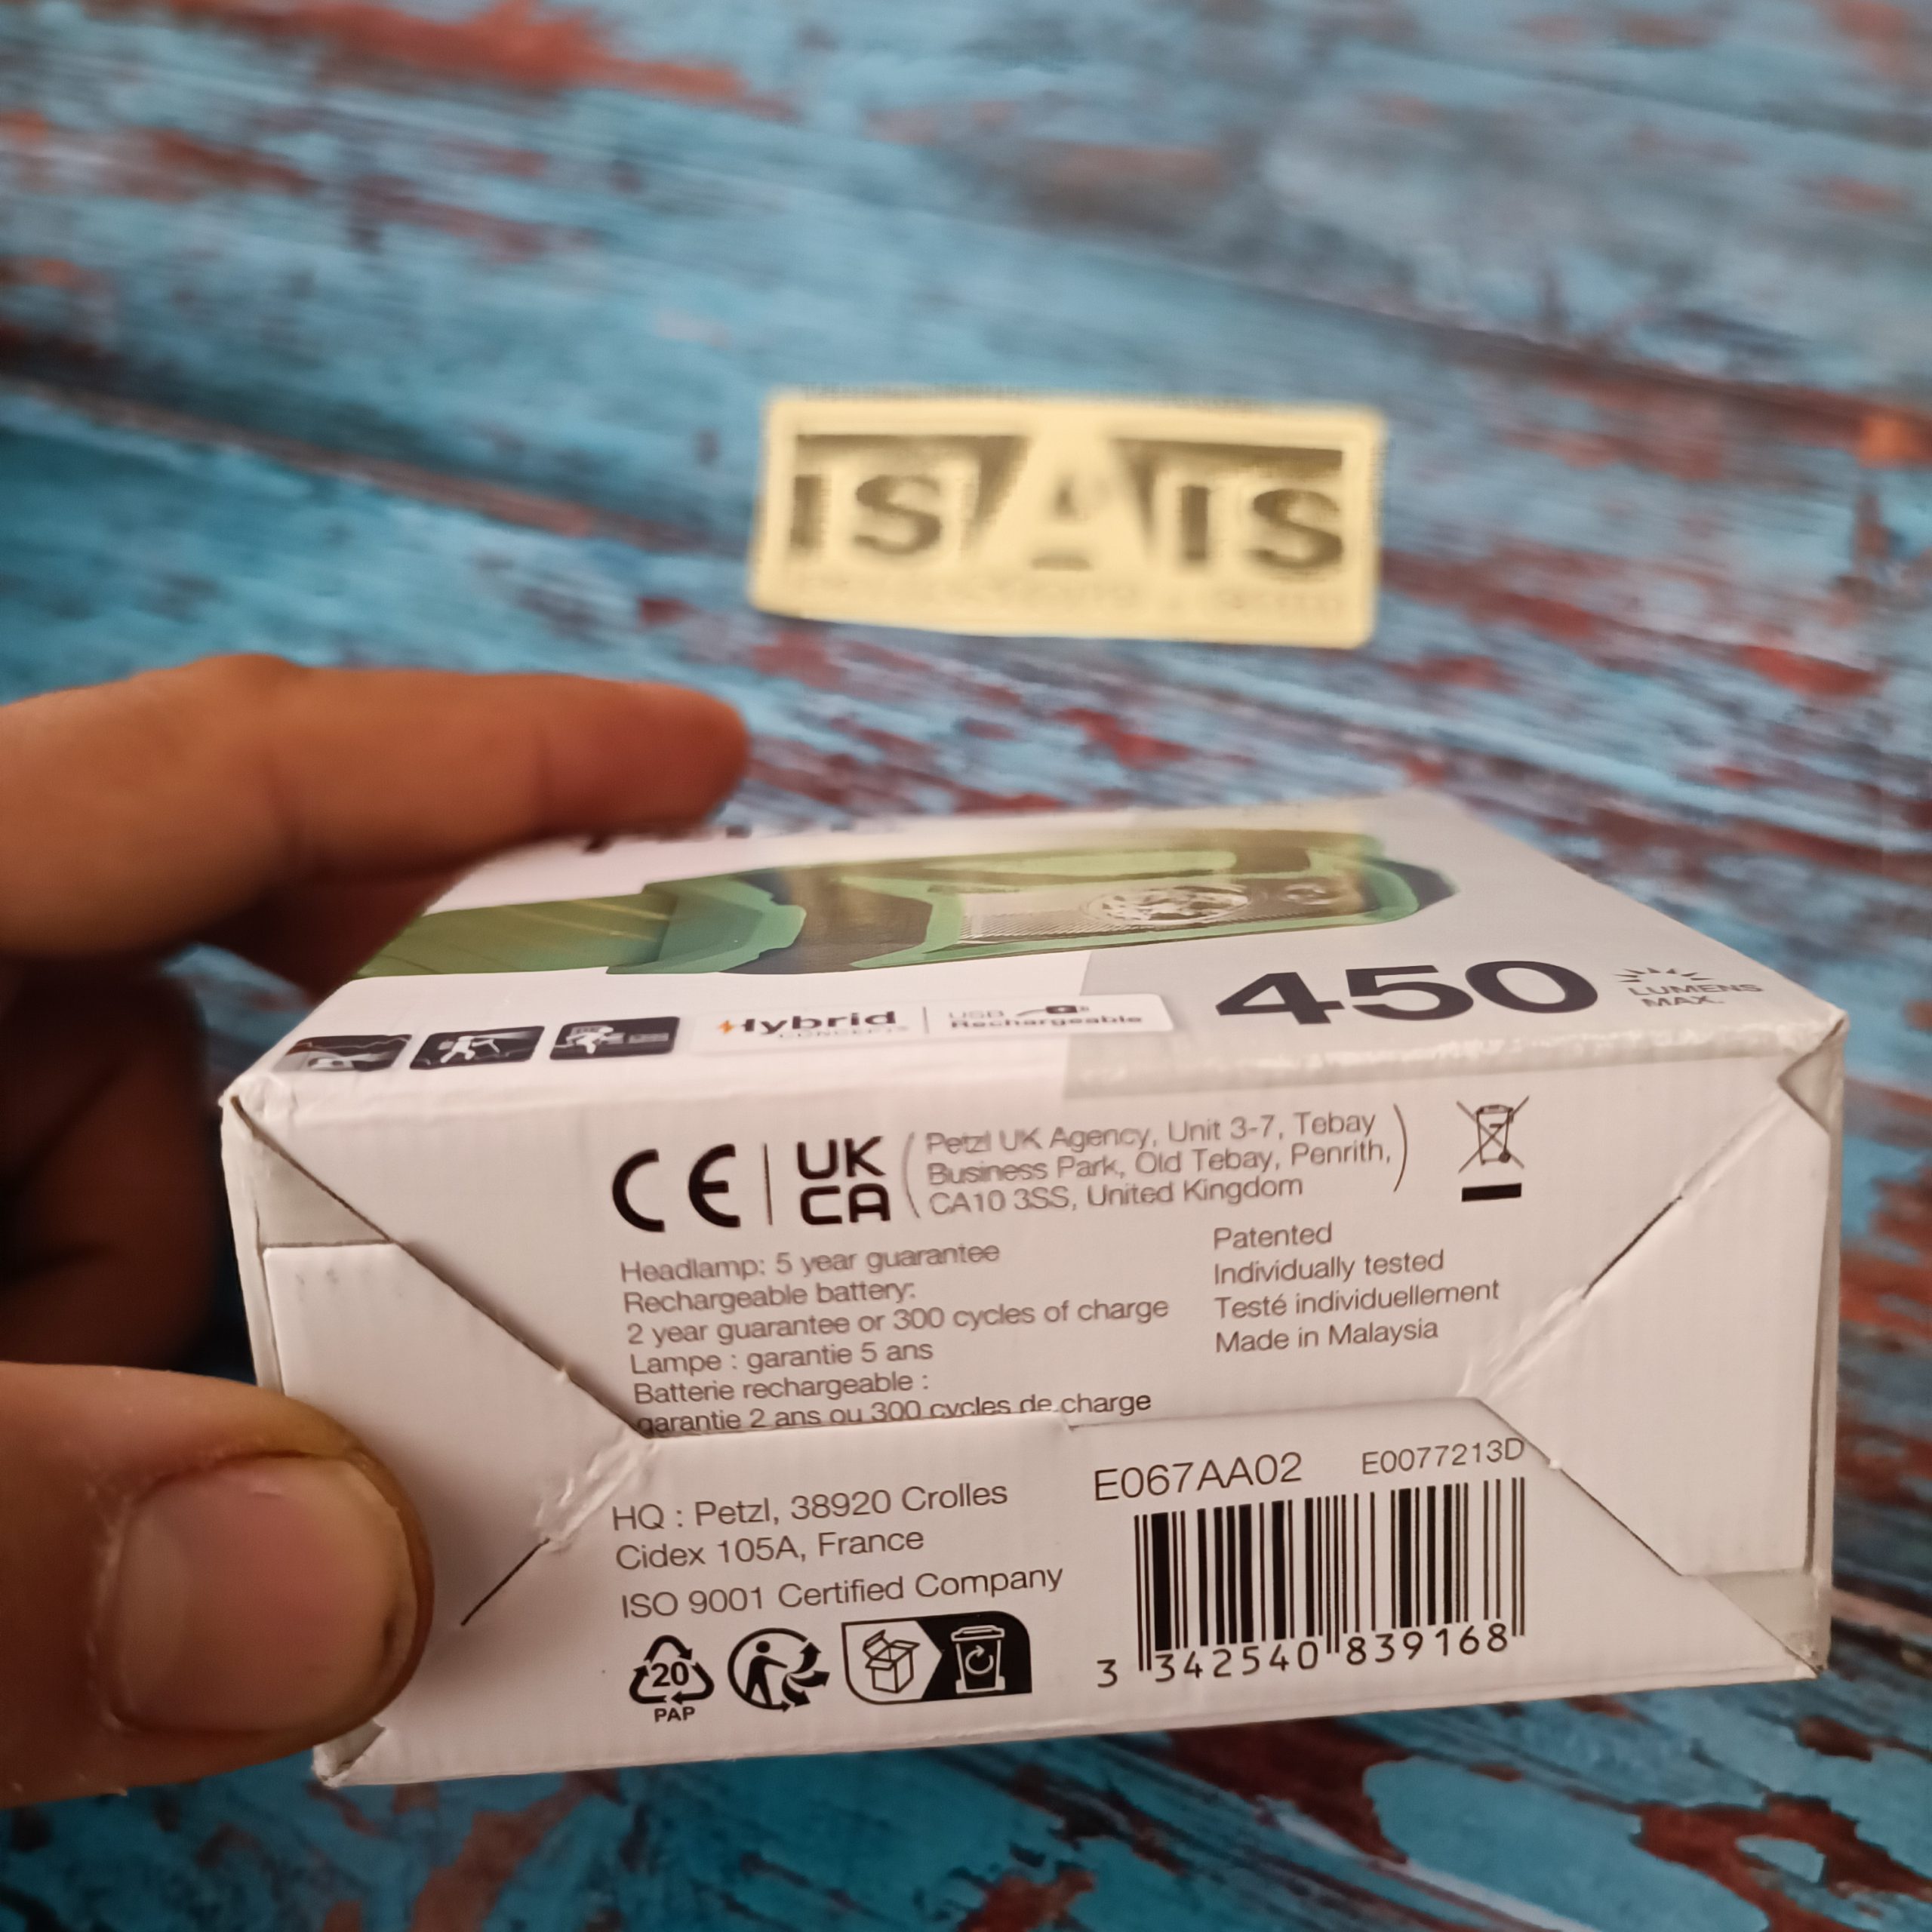 ISAIS
Hybrid
CONCEPT
USB
Rechargeable
450
LUMENS
MAX.
CE
UK
CA
Petzl UK Agency, Unit 3-7, Tebay
Business Park, Old Tebay, Penrith,
CA10 3SS, United Kingdom
Headlamp: 5 year guarantee
Rechargeable battery:
2 year guarantee or 300 cycles of charge
Lampe : garantie 5 ans
Batterie rechargeable :
garantie 2 ans ou 300 cycles de charge
Patented
Individually tested
Testé individuellement
Made in Malaysia
HQ : Petzl, 38920 Crolles
Cidex 105A, France
ISO 9001 Certified Company
20
PAP
E067AA02 E0077213D
3 342540 839168